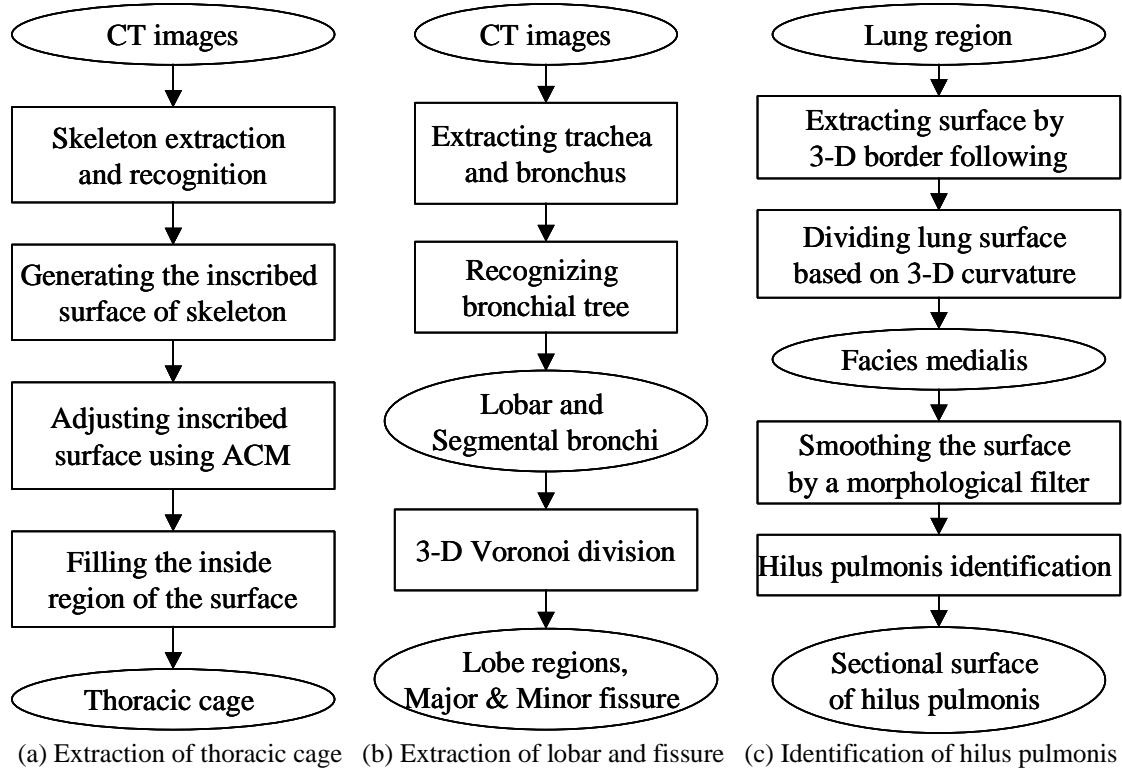 CT images
Skeleton extraction
and recognition
Generating the inscribed
surface of skeleton
Adjusting inscribed
surface using ACM
Filling the inside
region of the surface
Thoracic cage
(a) Extraction of thoracic cage
CT images
Extracting trachea
and bronchus
Recognizing
bronchial tree
Lobar and
Segmental bronchi
3-D Voronoi division
Lobe regions,
Major & Minor fissure
(b) Extraction of lobar and fissure
Lung region
Extracting surface by
3-D border following
Dividing lung surface
based on 3-D curvature
Facies medialis
Smoothing the surface
by a morphological filter
Hilus pulmonis identification
Sectional surface
of hilus pulmonis
(c) Identification of hilus pulmonis